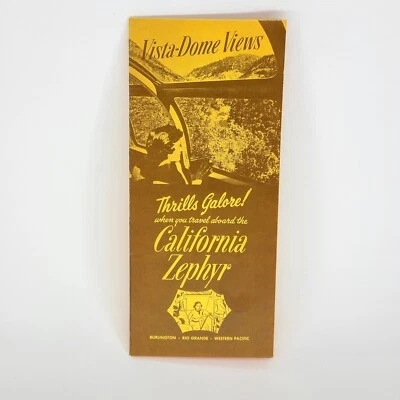 Vista-Dome Views
Thrills Galore!
when you travel aboard the
California
Zephyr
BURLINGTON - RIO GRANDE - WESTERN PACIFIC